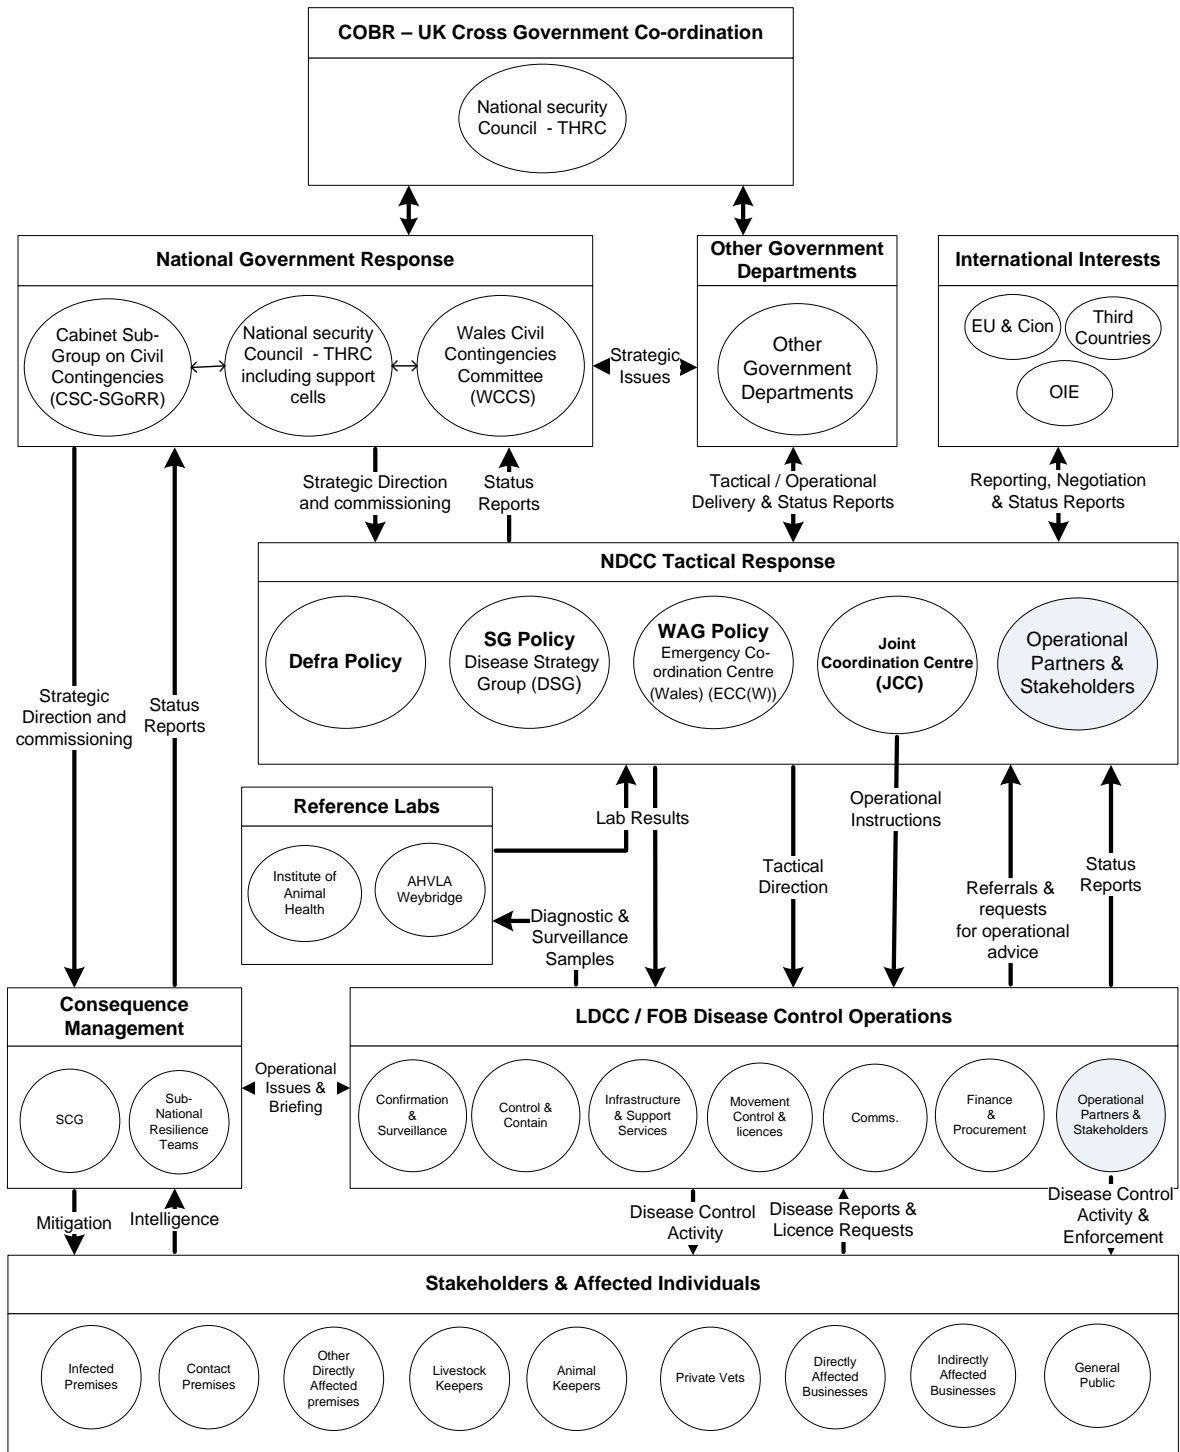 COBR – UK Cross Government Co-ordination
National security
Council - THRC
National Government Response
Cabinet Sub-
Group on Civil
Contingencies
(CSC-SGoRR)
National security
Council - THRC
including support
cells
Wales Civil
Contingencies
Committee
(WCCS)
Strategic
Issues
Other Government
Departments
Other
Government
Departments
International Interests
EU & Cion
Third
Countries
OIE
Strategic Direction
and commissioning
Status
Reports
Tactical / Operational
Delivery & Status Reports
Reporting, Negotiation
& Status Reports
NDCC Tactical Response
Defra Policy
SG Policy
Disease Strategy
Group (DSG)
WAG Policy
Emergency Co-
ordination Centre
(Wales) (ECC(W))
Joint
Coordination Centre
(JCC)
Operational
Partners &
Stakeholders
Strategic
Direction and
commissioning
Status
Reports
Reference Labs
Institute of
Animal
Health
AHVLA
Weybridge
Lab Results
Diagnostic &
Surveillance
Samples
Tactical
Direction
Operational
Instructions
Referrals &
requests
for operational
advice
Status
Reports
Consequence
Management
SCG
Sub-
National
Resilience
Teams
Operational
Issues &
Briefing
LDCC / FOB Disease Control Operations
Confirmation
&
Surveillance
Control &
Contain
Infrastructure
& Support
Services
Movement
Control &
licences
Comms.
Finance
&
Procurement
Operational
Partners &
Stakeholders
Mitigation
Intelligence
Disease Control
Activity
Disease Reports &
Licence Requests
Disease Control
Activity &
Enforcement
Stakeholders & Affected Individuals
Infected
Premises
Contact
Premises
Other
Directly
Affected
premises
Livestock
Keepers
Animal
Keepers
Private Vets
Directly
Affected
Businesses
Indirectly
Affected
Businesses
General
Public